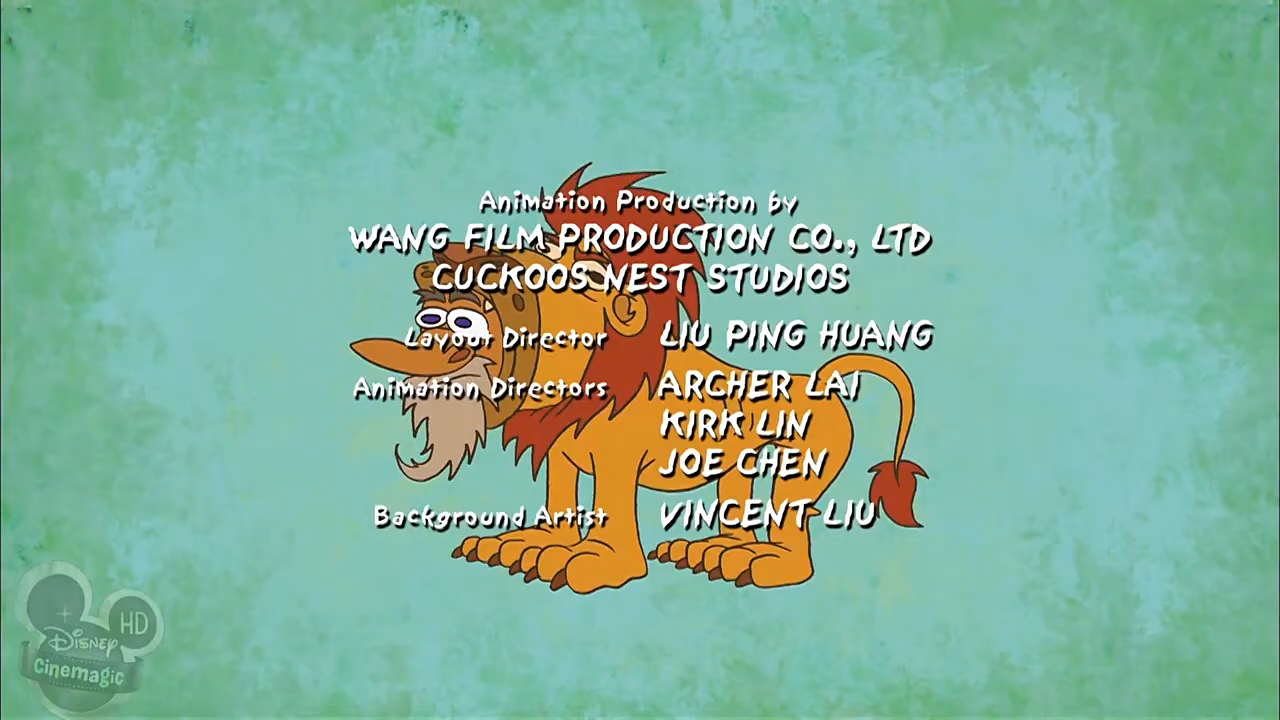 Animation Production by
WANG FILM PRODUCTION CO., LTD
CUCKOOS NEST STUDIOS
Layout Director LIU PING HUANG
Animation Directors ARCHER LAI
KIRK LIN
JOE CHEN
Background Artist VINCENT LIU
HD
DISNEY
Cinemagic